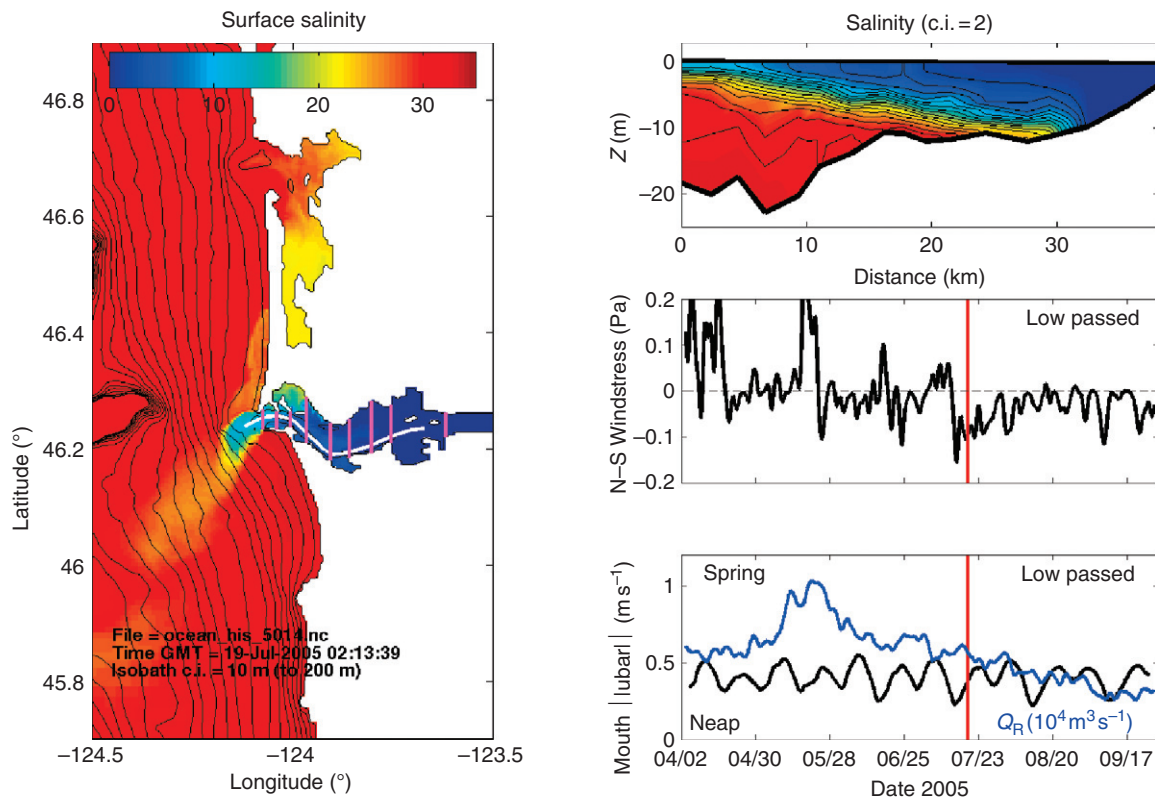 Surface salinity
0 10 20 30
46.8
46.6
46.4
46.2
46
45.8
Latitude (°)
File = ocean_his_5014.nc
Time GMT = 19-Jul-2005 02:13:39
Isobath c.i. = 10 m (to 200 m)
−124.5 −124 −123.5
Longitude (°)
Salinity (c.i. = 2)
0
−10
−20
Z (m)
0 10 20 30
Distance (km)
0.2
0.1
0
−0.1
−0.2
N–S Windstress (Pa)
Low passed
1
0.5
0
Mouth |ubarl| (m s⁻¹)
Spring Low passed
Neap Q_R (10⁴ m³ s⁻¹)
04/02 04/30 05/28 06/25 07/23 08/20 09/17
Date 2005